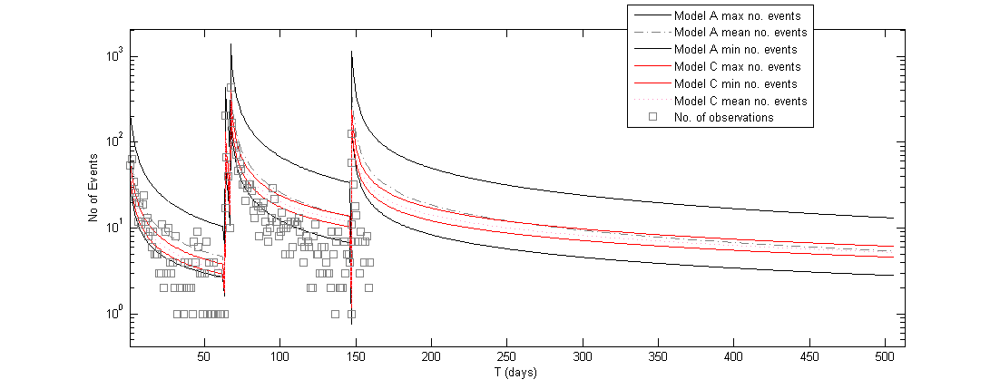 Model A max no. events
Model A mean no. events
Model A min no. events
Model C max no. events
Model C min no. events
Model C mean no. events
No. of observations
No of Events
10³
10²
10¹
10⁰
50
100
150
200
250
300
350
400
450
500
T (days)